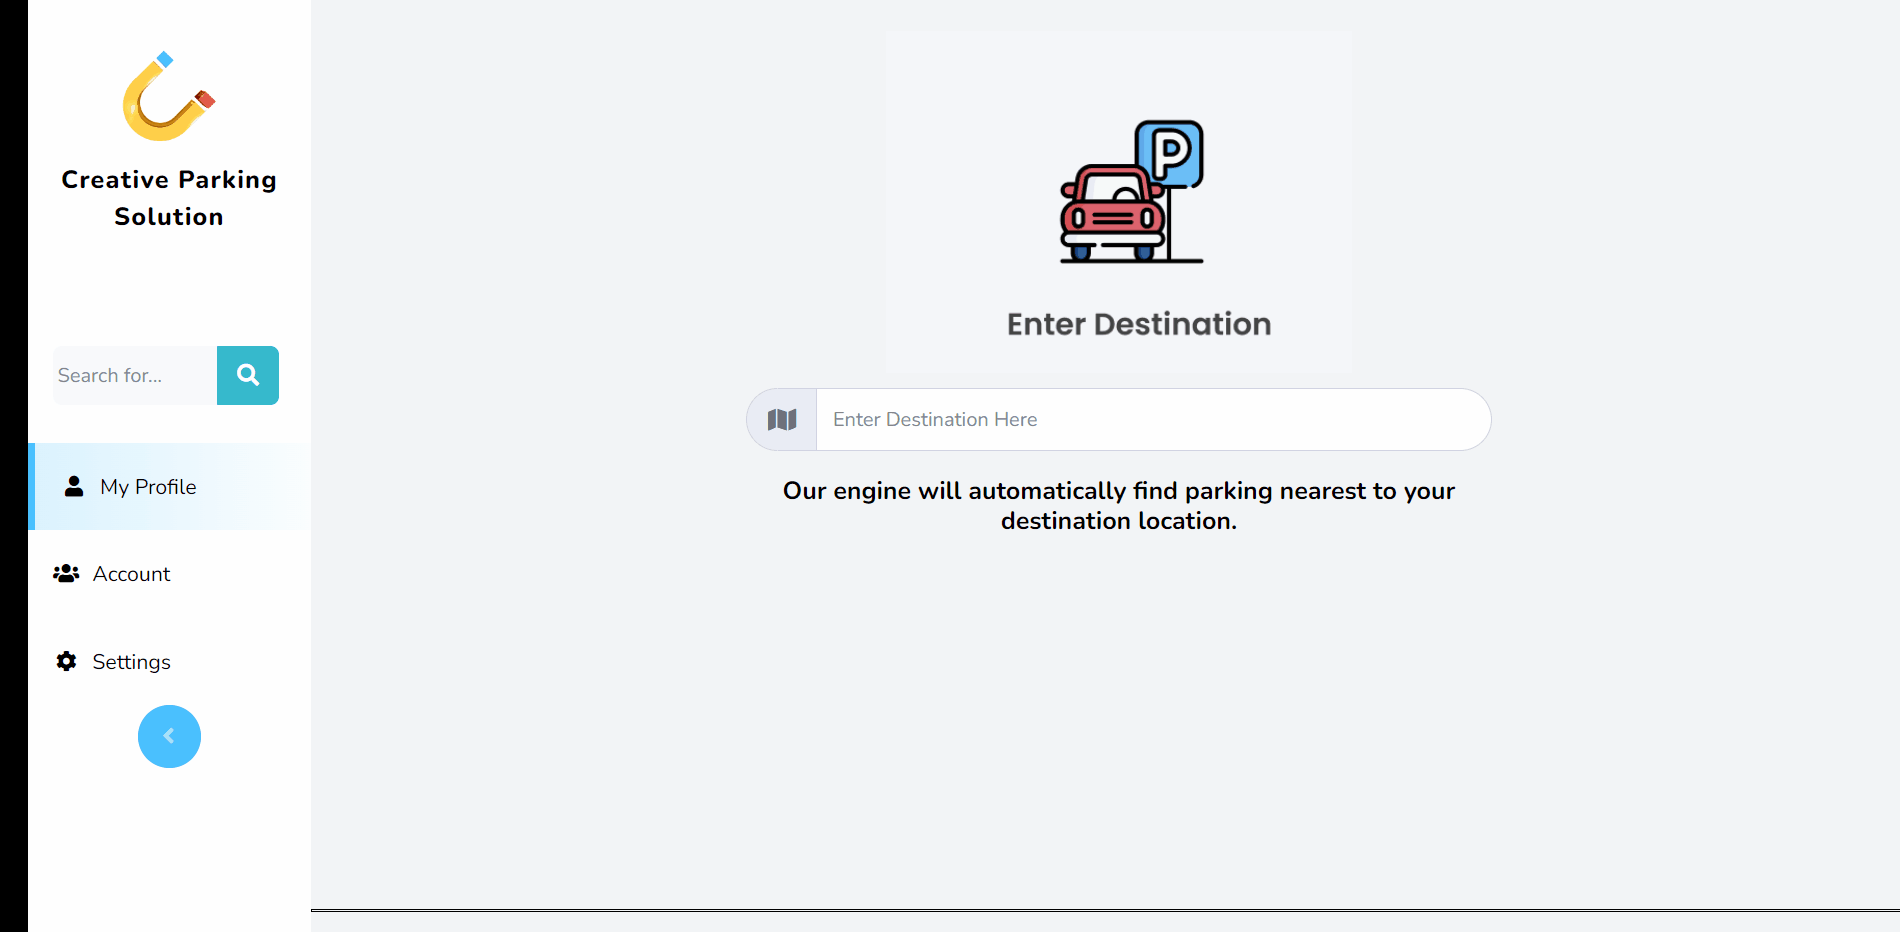 Creative Parking
Solution
Search for...
My Profile
Account
Settings
P
Enter Destination
Enter Destination Here
Our engine will automatically find parking nearest to your
destination location.